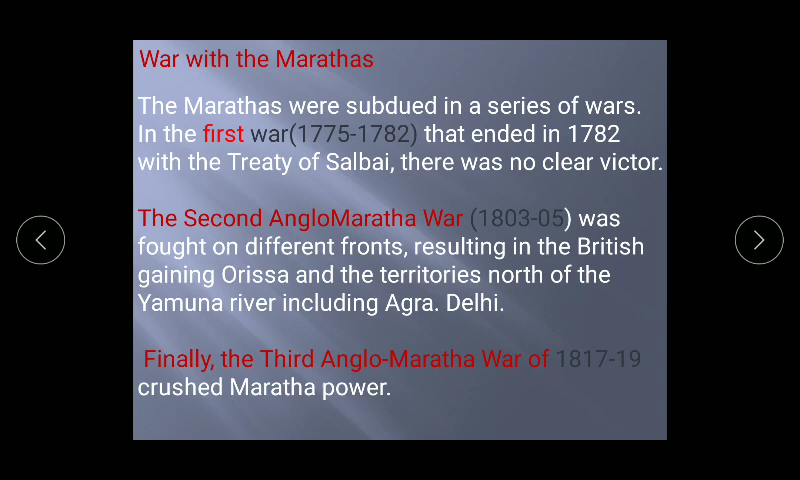 War with the Marathas
The Marathas were subdued in a series of wars.
In the first war(1775-1782) that ended in 1782
with the Treaty of Salbai, there was no clear victor.
The Second AngloMaratha War (1803-05) was
fought on different fronts, resulting in the British
gaining Orissa and the territories north of the
Yamuna river including Agra. Delhi.
Finally, the Third Anglo-Maratha War of 1817-19
crushed Maratha power.